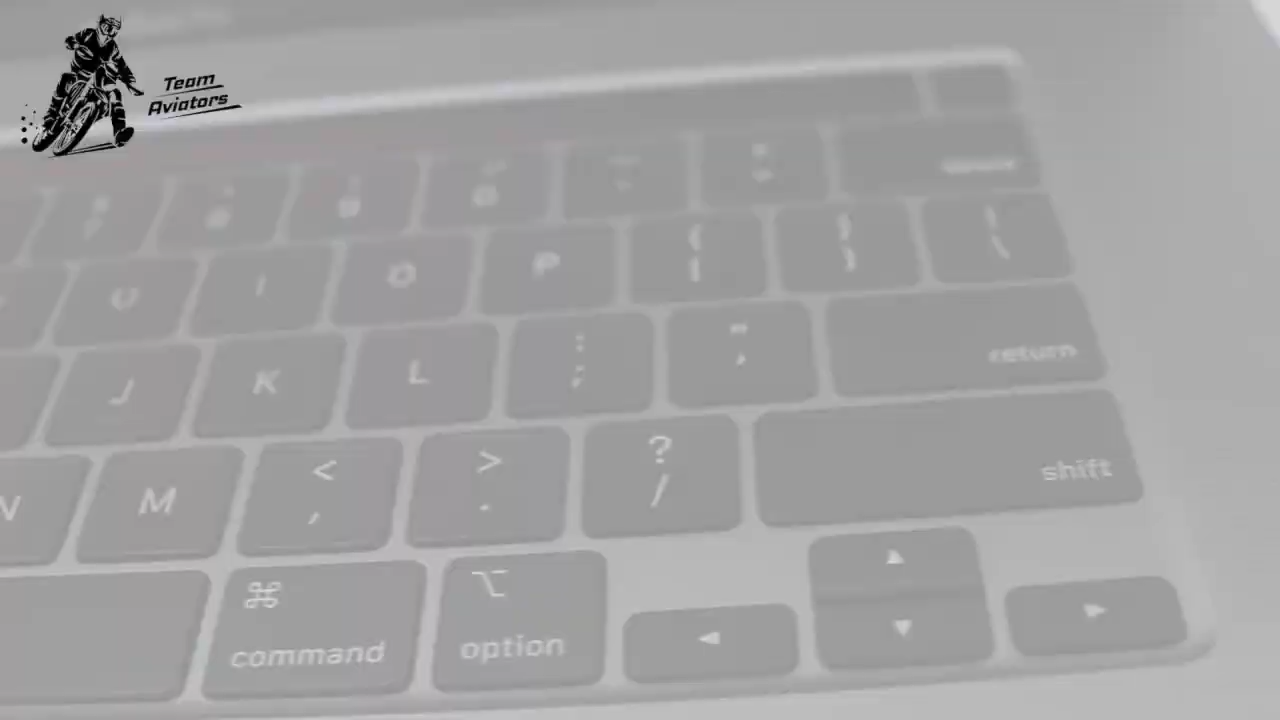 Team
Aviators
U I O P { }
J K L : ; " '
return
N M < , > . ? /
shift
⌘ ⌥
command option